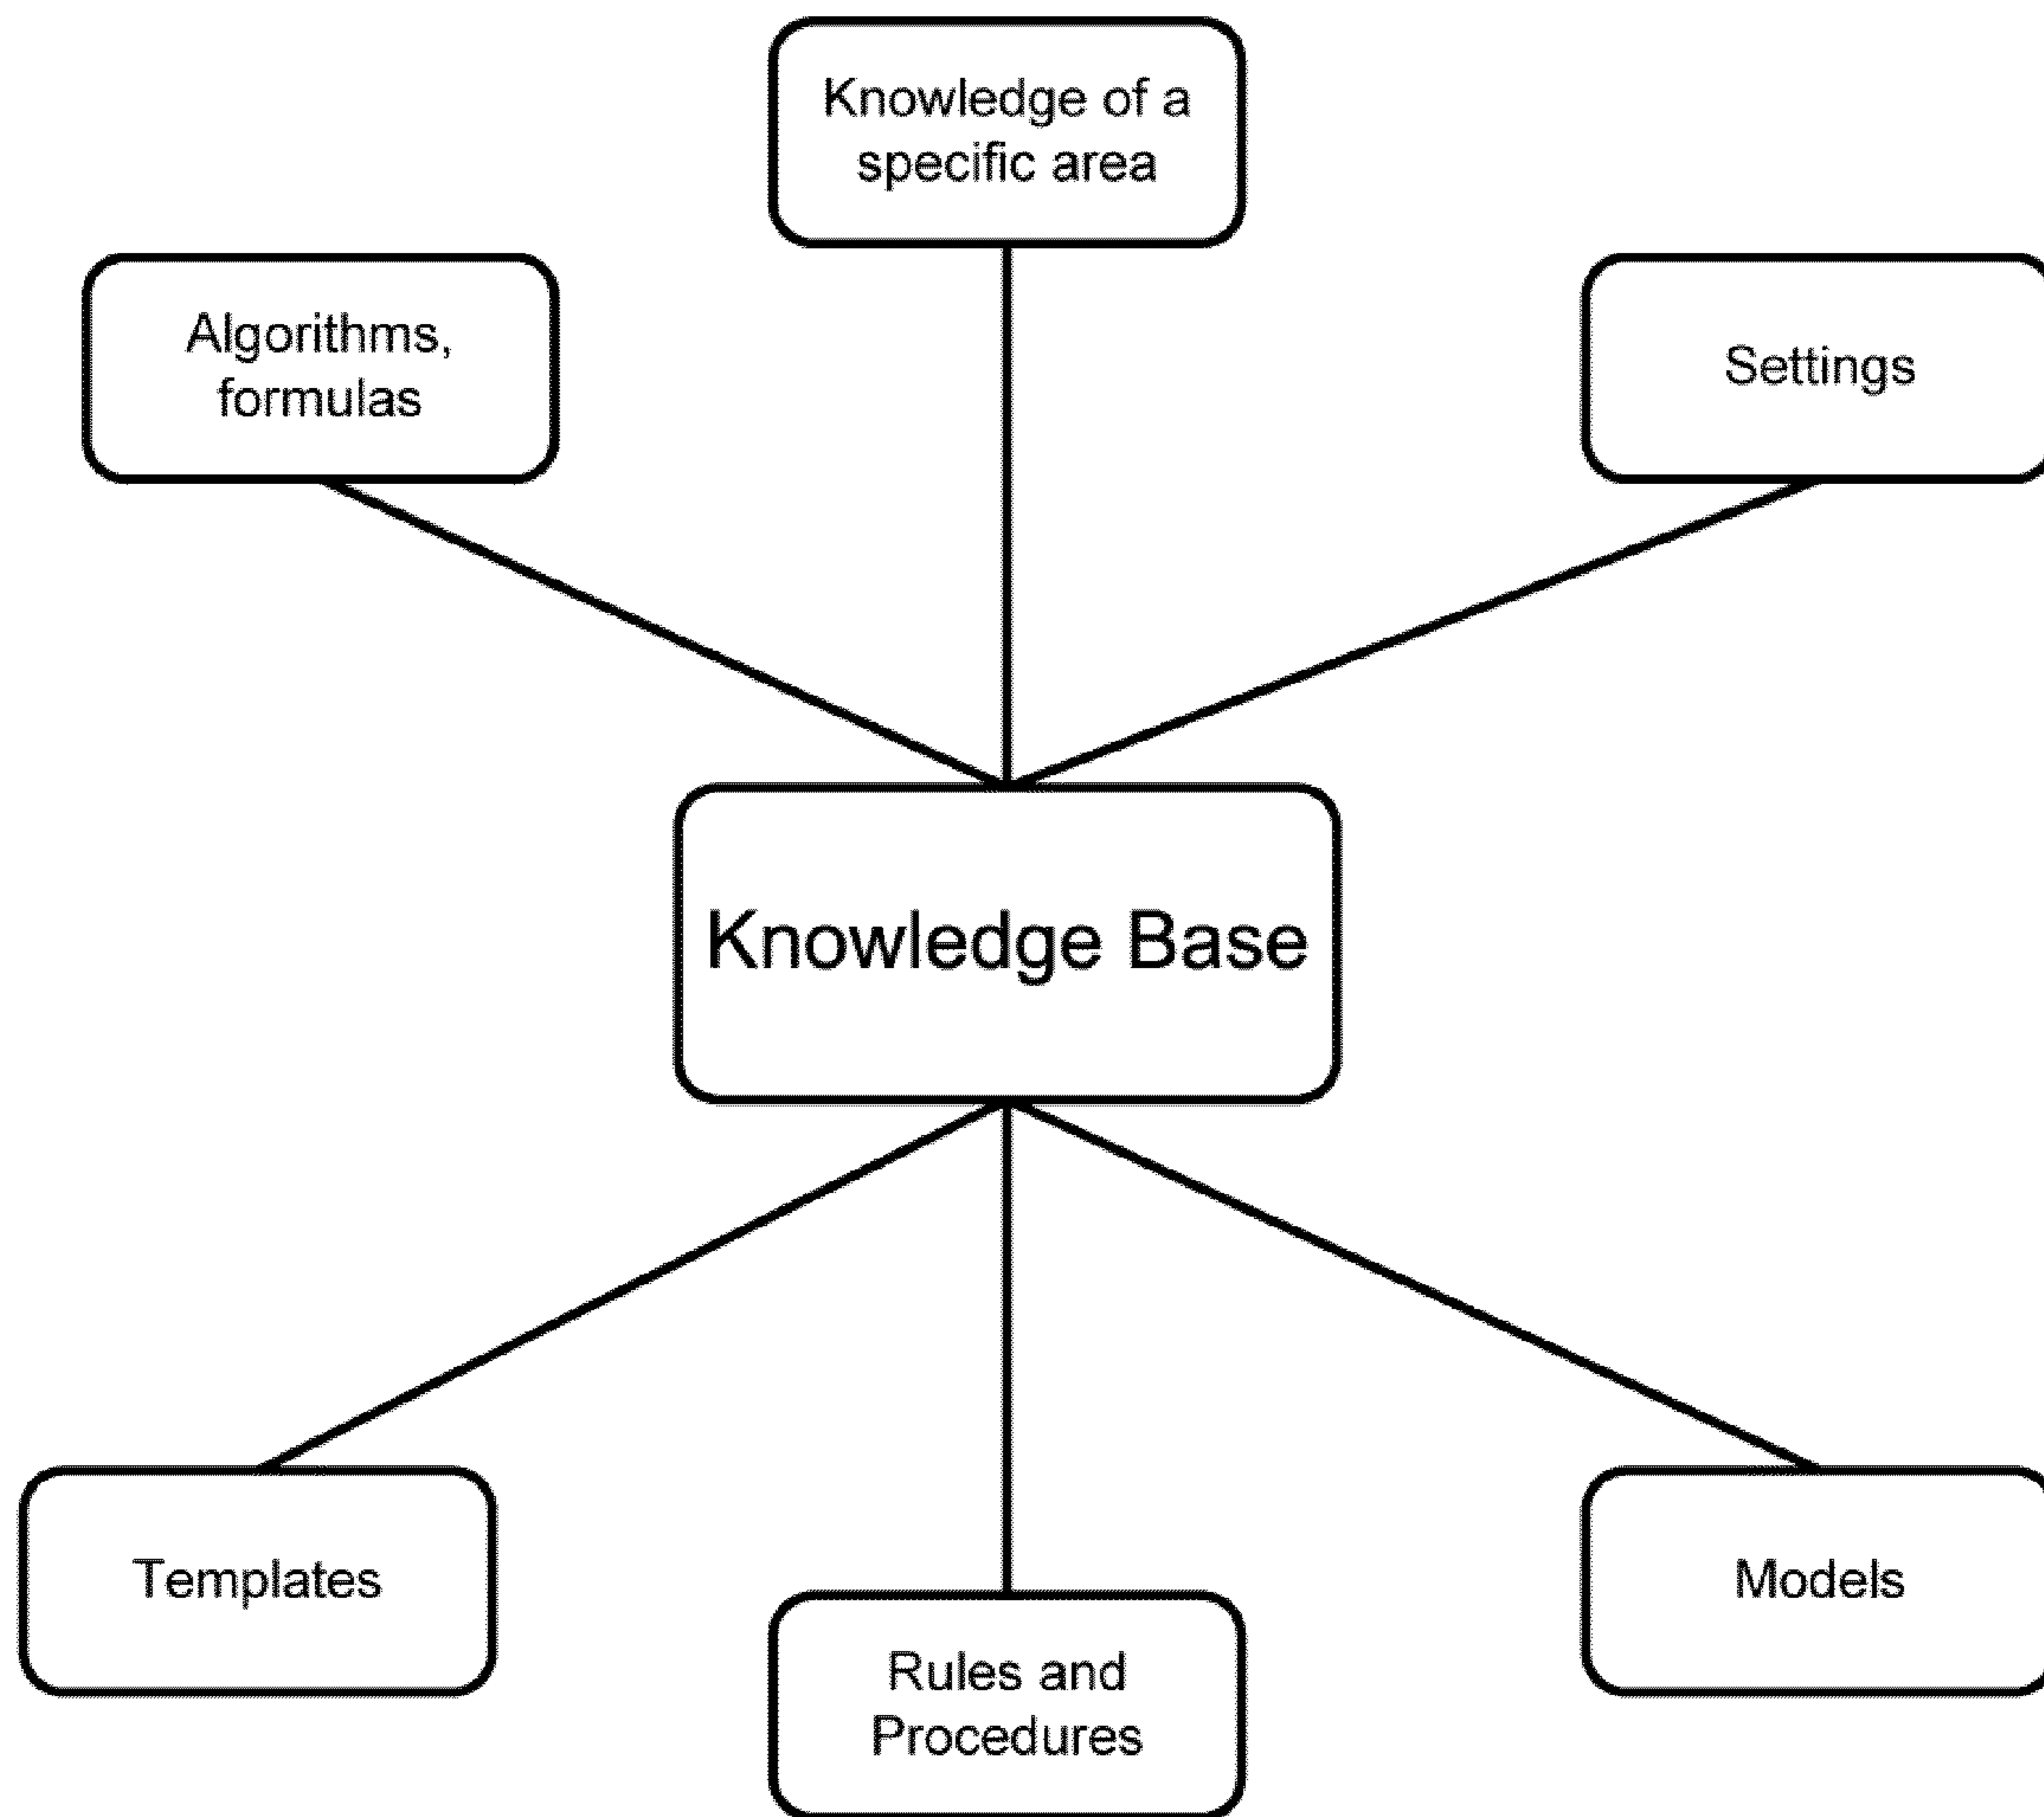 Knowledge of a
specific area
Algorithms,
formulas
Settings
Knowledge Base
Templates
Rules and
Procedures
Models